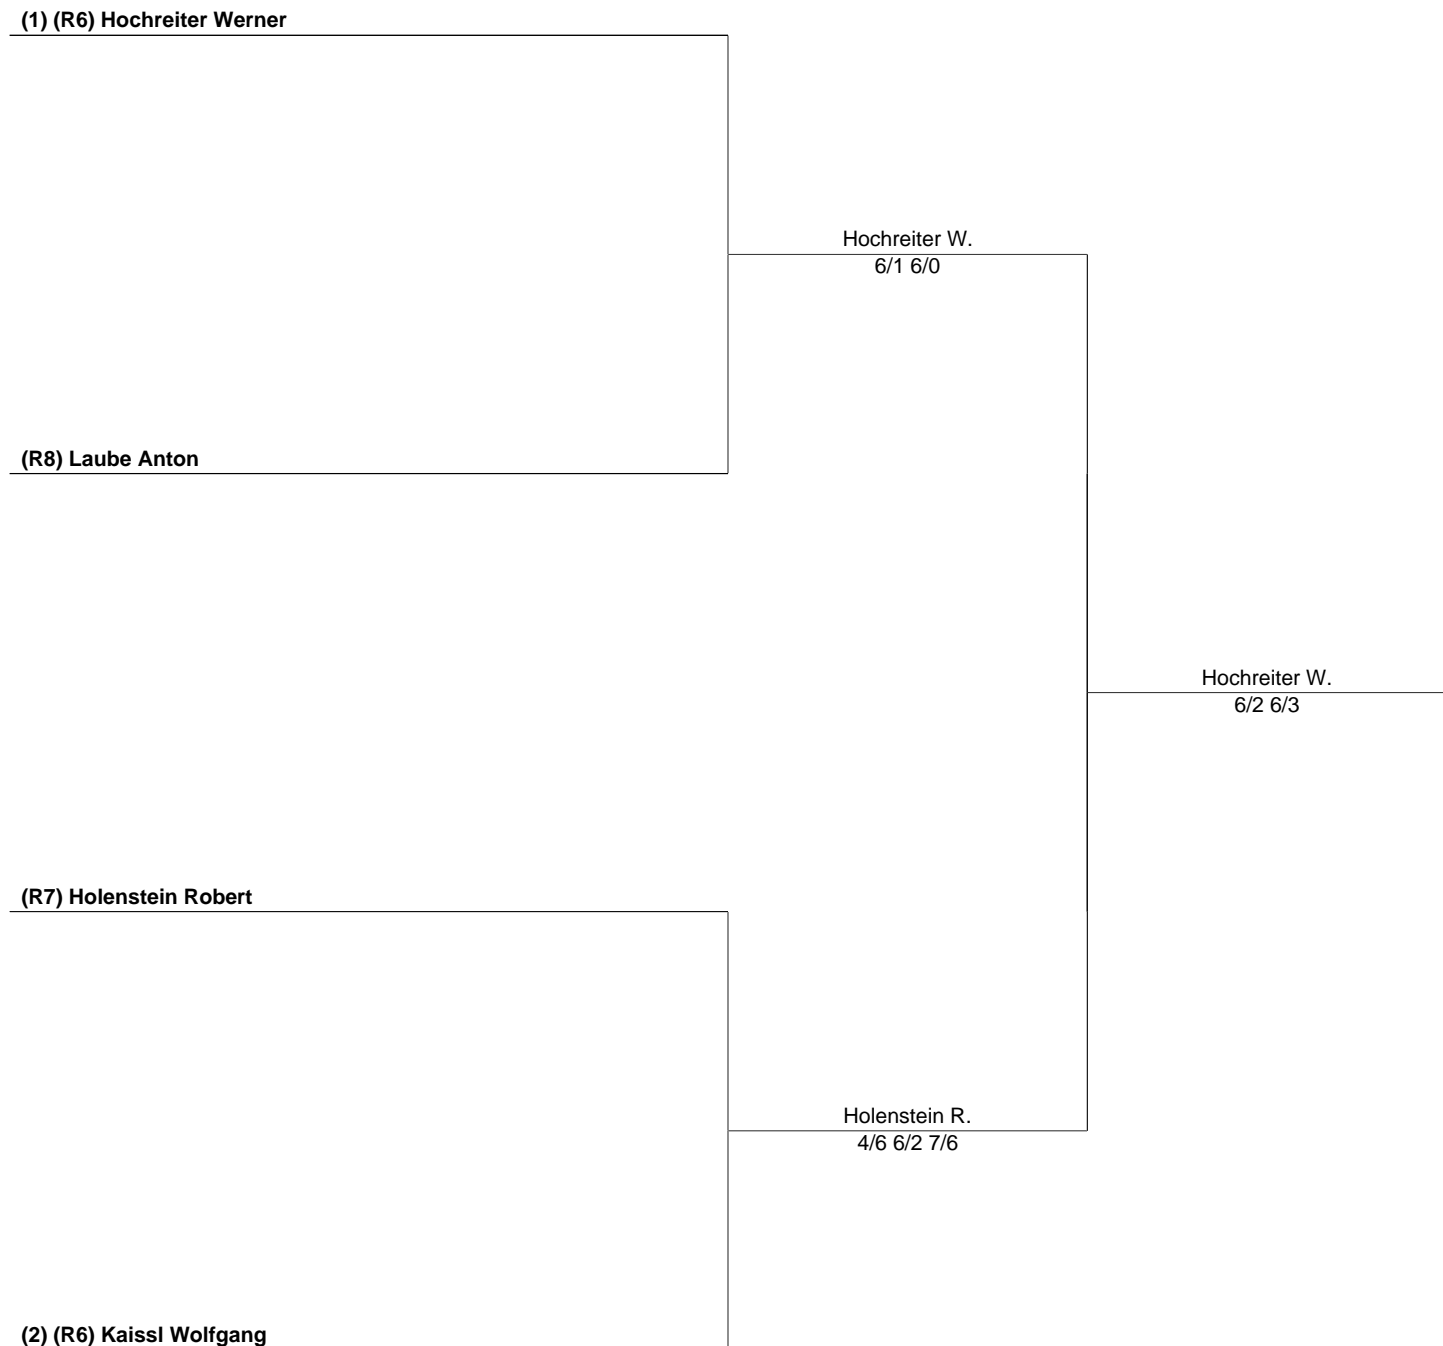 (1) (R6) Hochreiter Werner
Hochreiter W.
6/1 6/0
(R8) Laube Anton
Hochreiter W.
6/2 6/3
(R7) Holenstein Robert
Holenstein R.
4/6 6/2 7/6
(2) (R6) Kaissl Wolfgang